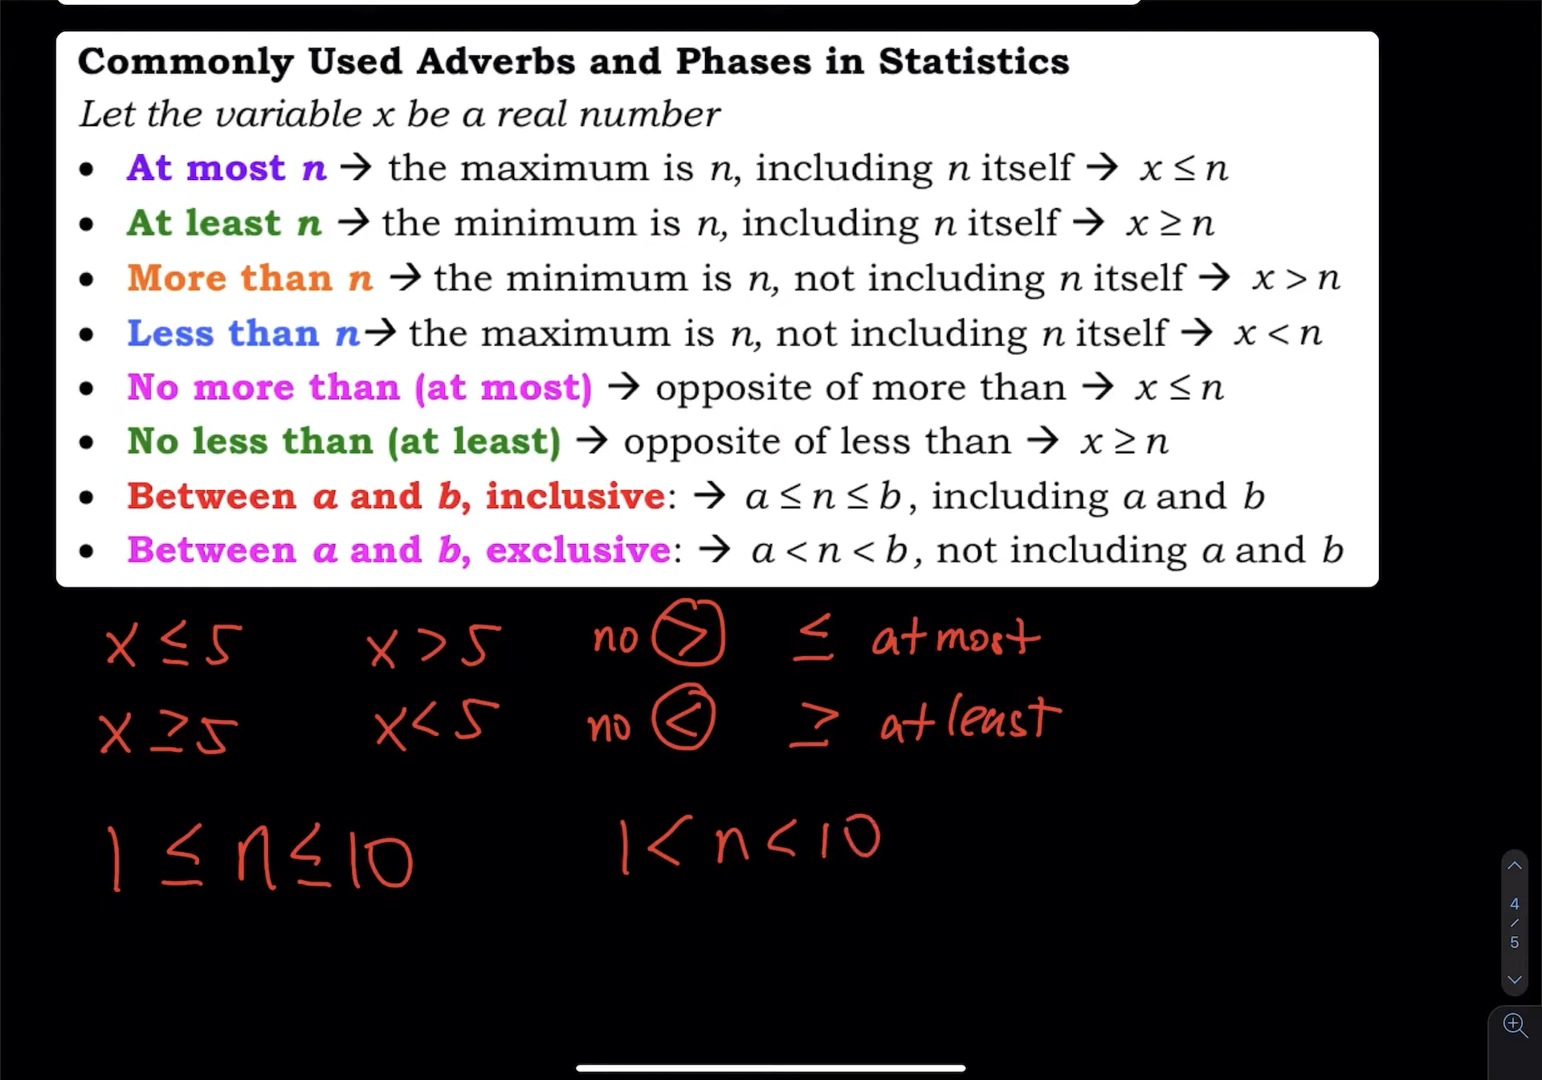 Commonly Used Adverbs and Phases in Statistics
Let the variable x be a real number
• At most n → the maximum is n, including n itself → x ≤ n
• At least n → the minimum is n, including n itself → x ≥ n
• More than n → the minimum is n, not including n itself → x > n
• Less than n→ the maximum is n, not including n itself → x < n
• No more than (at most) → opposite of more than → x ≤ n
• No less than (at least) → opposite of less than → x ≥ n
• Between a and b, inclusive: → a ≤ n ≤ b, including a and b
• Between a and b, exclusive: → a < n < b, not including a and b
x ≤ 5 x > 5 no > ≤ at most
x ≥ 5 x < 5 no < ≥ at least
1 ≤ n ≤ 10 1 < n < 10
4
/
5